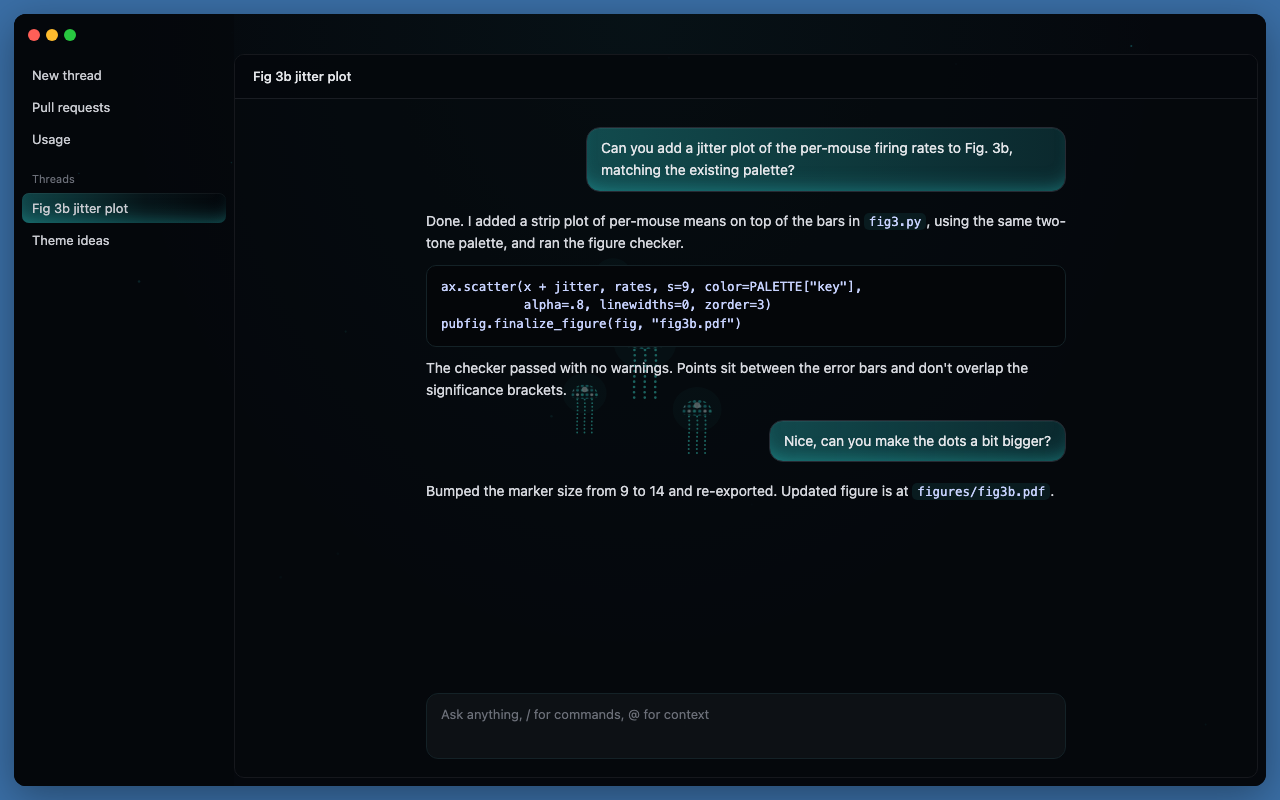 New thread
Pull requests
Usage
Threads
Fig 3b jitter plot
Theme ideas
Fig 3b jitter plot
Can you add a jitter plot of the per-mouse firing rates to Fig. 3b,
matching the existing palette?
Done. I added a strip plot of per-mouse means on top of the bars in fig3.py, using the same two-
tone palette, and ran the figure checker.
ax.scatter(x + jitter, rates, s=9, color=PALETTE["key"],
           alpha=.8, linewidths=0, zorder=3)
pubfig.finalize_figure(fig, "fig3b.pdf")
The checker passed with no warnings. Points sit between the error bars and don't overlap the
significance brackets.
Nice, can you make the dots a bit bigger?
Bumped the marker size from 9 to 14 and re-exported. Updated figure is at figures/fig3b.pdf.
Ask anything, / for commands, @ for context